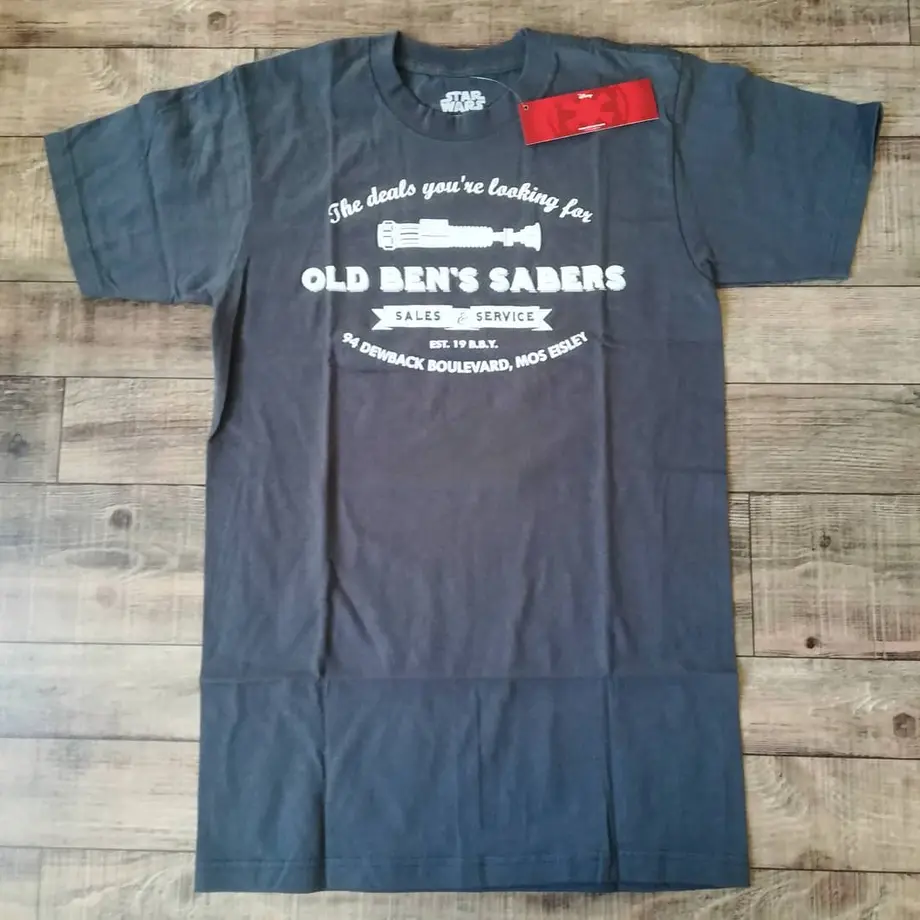 STAR
WARS
Disney
The deals you're looking for
OLD BEN'S SABERS
SALES & SERVICE
EST. 19 B.B.Y.
94 DEWBACK BOULEVARD, MOS EISLEY